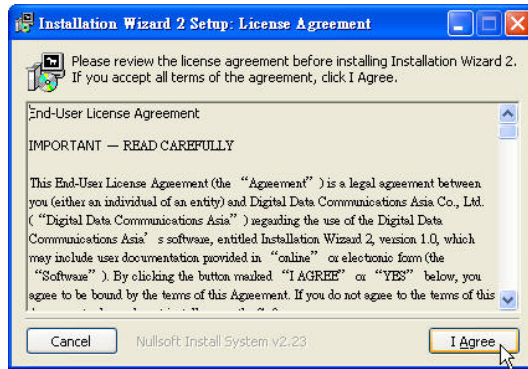 Installation Wizard 2 Setup: License Agreement
Please review the license agreement before installing Installation Wizard 2.
If you accept all terms of the agreement, click I Agree.
End-User License Agreement
IMPORTANT — READ CAREFULLY
This End-User License Agreement (the “Agreement”) is a legal agreement between
you (either an individual of an entity) and Digital Data Communications Asia Co., Ltd.
(“Digital Data Communications Asia”) regarding the use of the Digital Data
Communications Asia’s software, entitled Installation Wizard 2, version 1.0, which
may include user documentation provided in “online” or electronic form (the
“Software”). By clicking the button marked “I AGREE” or “YES” below, you
agree to be bound by the terms of this Agreement. If you do not agree to the terms of this
Cancel
Nullsoft Install System v2.23
I Agree